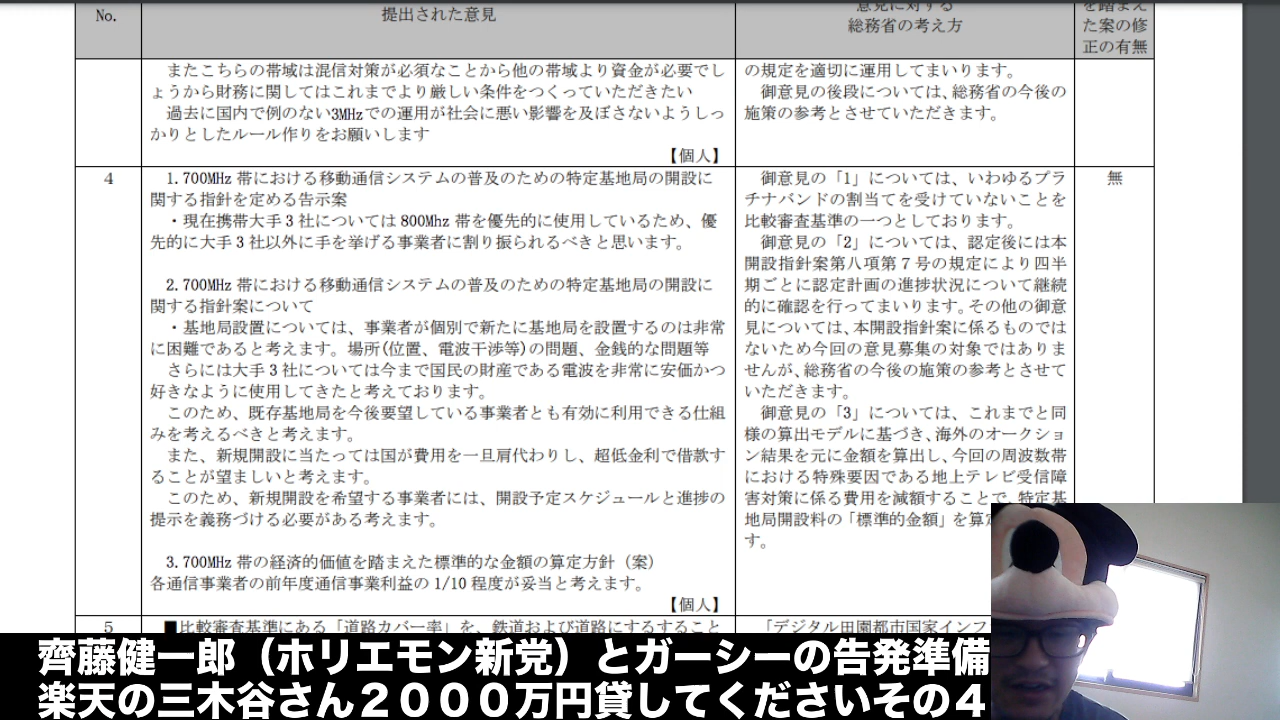 No.
提出された意見
意見に対する
総務省の考え方
を踏まえ
た案の修
正の有無
またこちらの帯域は混信対策が必須なことから他の帯域より資金が必要でし
ょうから財務に関してはこれまでより厳しい条件をつくっていただきたい
過去に国内で例のない3MHzでの運用が社会に悪い影響を及ぼさないようしっ
かりとしたルール作りをお願いします
【個人】
の規定を適切に運用してまいります。
御意見の後段については、総務省の今後の
施策の参考とさせていただきます。
4
1.700MHz 帯における移動通信システムの普及のための特定基地局の開設に
関する指針を定める告示案
・現在携帯大手3社については 800Mhz 帯を優先的に使用しているため、優
先的に大手3社以外に手を挙げる事業者に割り振られるべきと思います。
2.700MHz 帯における移動通信システムの普及のための特定基地局の開設に
関する指針案について
・基地局設置については、事業者が個別で新たに基地局を設置するのは非常
に困難であると考えます。場所(位置、電波干渉等)の問題、金銭的な問題等
さらには大手3社については今まで国民の財産である電波を非常に安価かつ
好きなように使用してきたと考えております。
このため、既存基地局を今後要望している事業者とも有効に利用できる仕組
みを考えるべきと考えます。
また、新規開設に当たっては国が費用を一旦肩代わりし、超低金利で借款す
ることが望ましいと考えます。
このため、新規開設を希望する事業者には、開設予定スケジュールと進捗の
提示を義務づける必要がある考えます。
3.700MHz 帯の経済的価値を踏まえた標準的な金額の算定方針（案）
各通信事業者の前年度通信事業利益の 1/10 程度が妥当と考えます。
【個人】
御意見の「1」については、いわゆるプラ
チナバンドの割当てを受けていないことを
比較審査基準の一つとしております。
御意見の「2」については、認定後には本
開設指針案第八項第７号の規定により四半
期ごとに認定計画の進捗状況について継続
的に確認を行ってまいります。その他の御意
見については、本開設指針案に係るものでは
ないため今回の意見募集の対象ではありま
せんが、総務省の今後の施策の参考とさせて
いただきます。
御意見の「3」については、これまでと同
様の算出モデルに基づき、海外のオークショ
ン結果を元に金額を算出し、今回の周波数帯
における特殊要因である地上テレビ受信障
害対策に係る費用を減額することで、特定基
地局開設料の「標準的金額」を算定
す。
無
5
■比較審査基準にある「道路カバー率」を、鉄道および道路にするすること
「デジタル田園都市国家インフ
齊藤健一郎（ホリエモン新党）とガーシーの告発準備
楽天の三木谷さん２０００万円貸してくださいその４